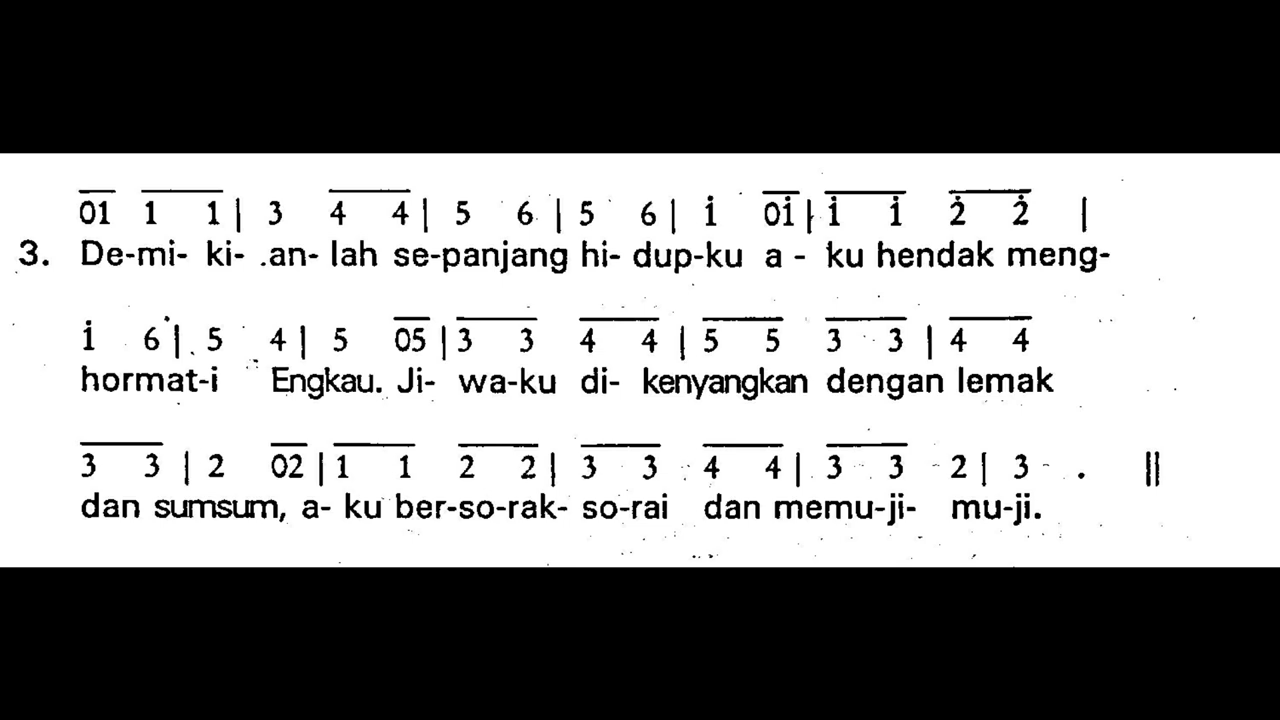 01 1 1 | 3 4 4 | 5 6 | 5 6 | i 0i | i i 2̇ 2̇ |
3. De-mi- ki- .an- lah se-panjang hi- dup-ku a - ku hendak meng-
i 6 | . 5 4 | 5 05 | 3 3 4 4 | 5 5 3 3 | 4 4
hormat-i Engkau. Ji- wa-ku di- kenyangkan dengan lemak
3 3 | 2 02 | 1 1 2 2 | 3 3 4 4 | 3 3 2 | 3 . ||
dan sumsum, a- ku ber-so-rak- so-rai dan memu-ji- mu-ji.